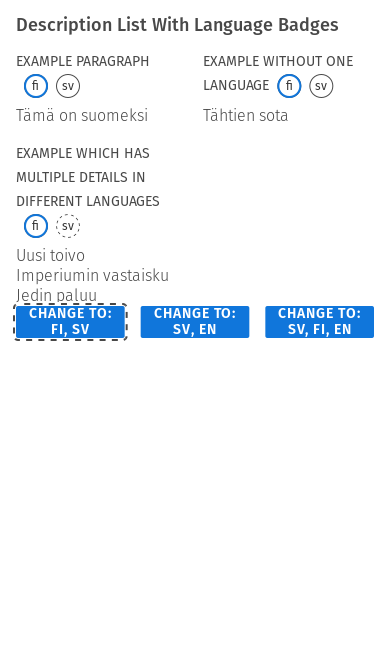 Description List With Language Badges
EXAMPLE PARAGRAPH
fi sv
Tämä on suomeksi
EXAMPLE WITHOUT ONE
LANGUAGE fi sv
Tähtien sota
EXAMPLE WHICH HAS
MULTIPLE DETAILS IN
DIFFERENT LANGUAGES
fi sv
Uusi toivo
Imperiumin vastaisku
Jedin paluu
CHANGE TO:
FI, SV
CHANGE TO:
SV, EN
CHANGE TO:
SV, FI, EN